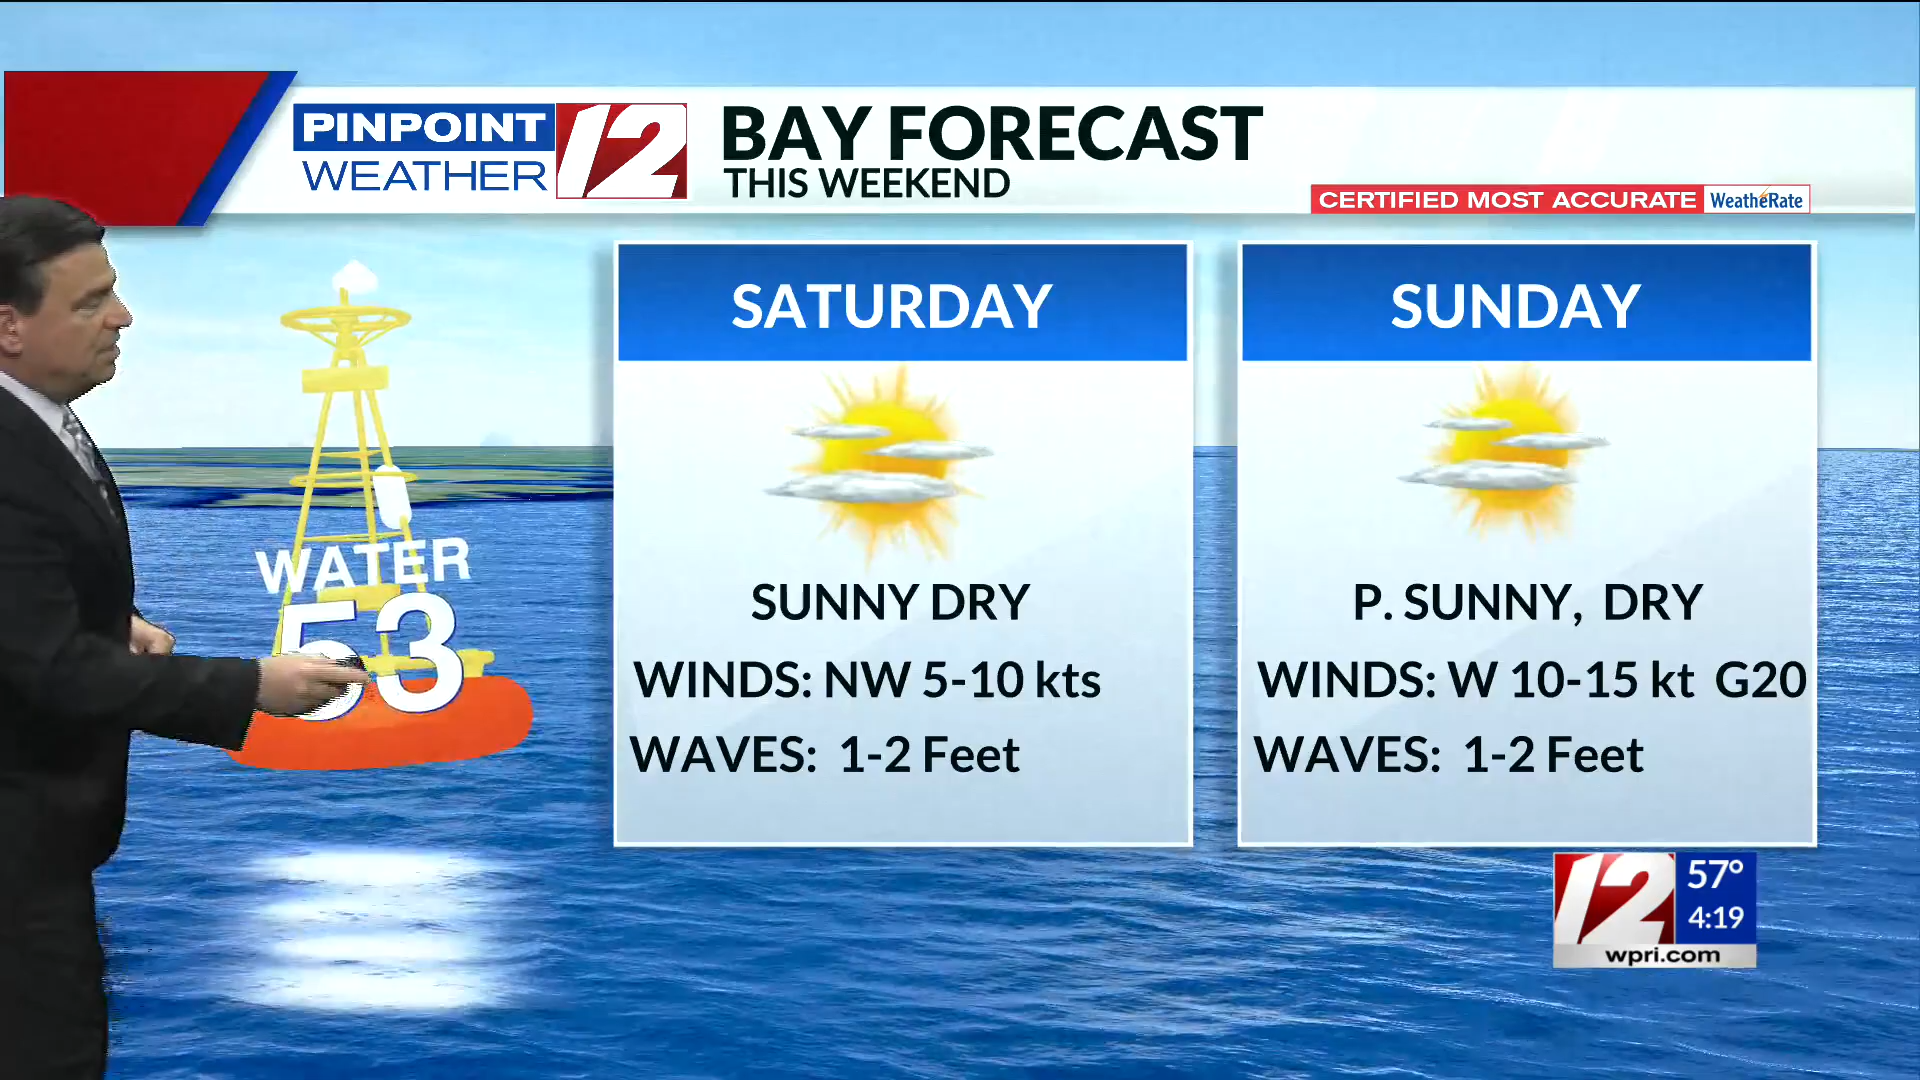 PINPOINT
WEATHER
12
BAY FORECAST
THIS WEEKEND
CERTIFIED MOST ACCURATE WeatheRate
SATURDAY
SUNNY DRY
WINDS: NW 5-10 kts
WAVES: 1-2 Feet
SUNDAY
P. SUNNY, DRY
WINDS: W 10-15 kt G20
WAVES: 1-2 Feet
WATER
53
12
57°
4:19
wpri.com